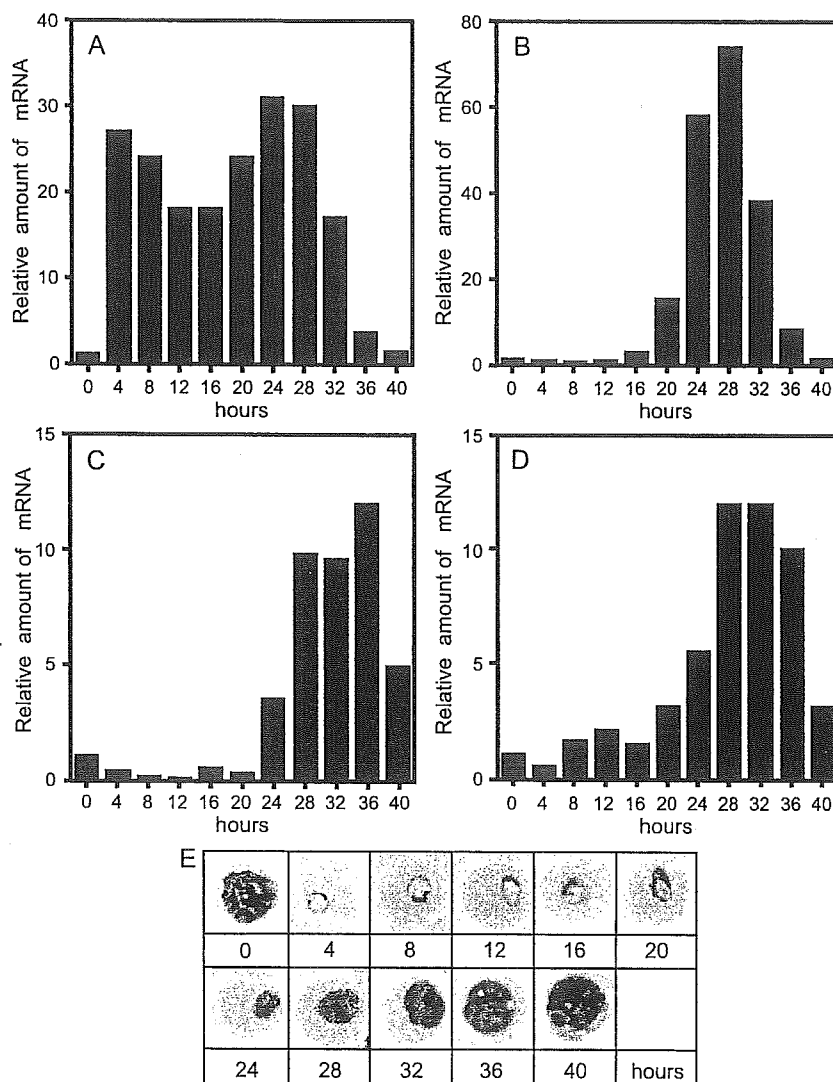 A
Relative amount of mRNA
40
30
20
10
0
0 4 8 12 16 20 24 28 32 36 40
hours
B
Relative amount of mRNA
80
60
40
20
0
0 4 8 12 16 20 24 28 32 36 40
hours
C
Relative amount of mRNA
15
10
5
0
0 4 8 12 16 20 24 28 32 36 40
hours
D
Relative amount of mRNA
15
10
5
0
0 4 8 12 16 20 24 28 32 36 40
hours
E
0 4 8 12 16 20
24 28 32 36 40 hours